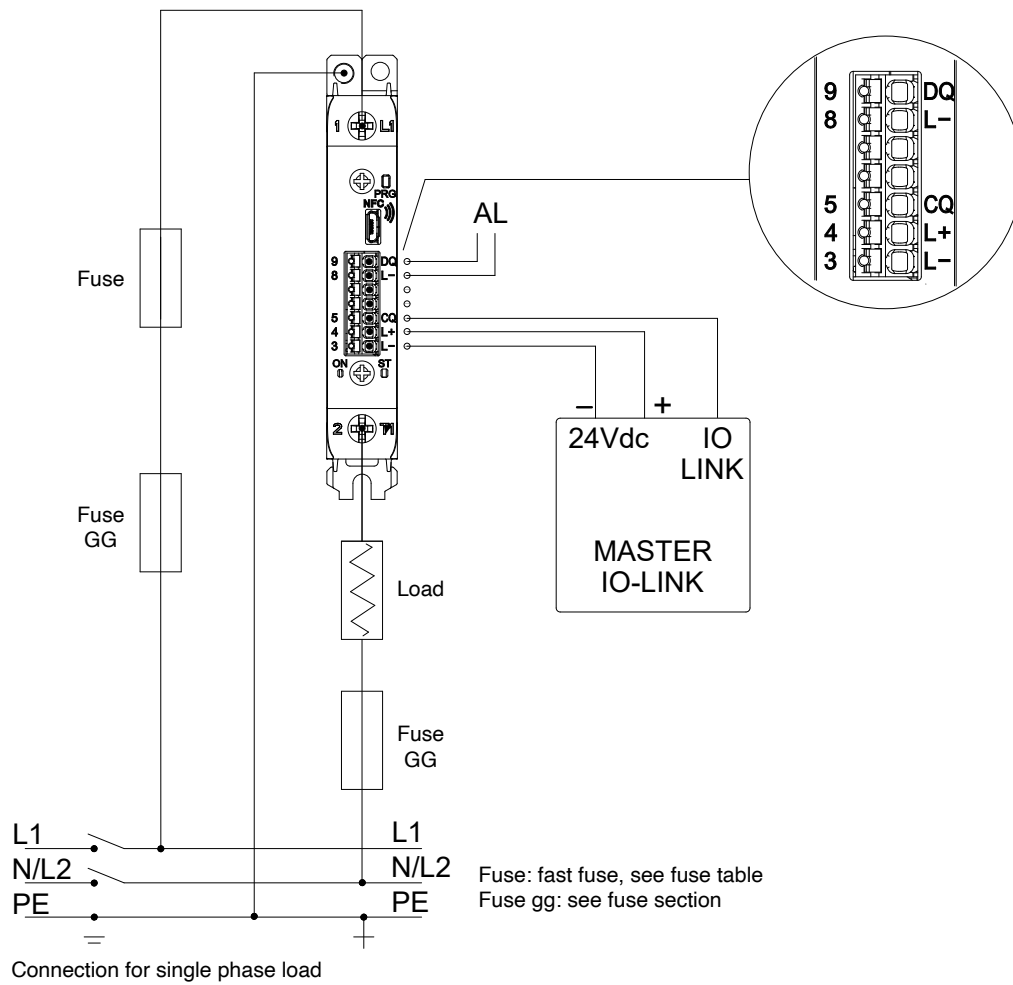 1 L1
PRG
NFC
9 DQ
8 L−
5 CQ
4 L+
3 L−
ON ST
2 T1
AL
9 DQ
8 L−
5 CQ
4 L+
3 L−
Fuse
Fuse
GG
− +
24Vdc IO
LINK
MASTER
IO-LINK
Load
Fuse
GG
L1 L1
N/L2 N/L2
PE PE
Fuse: fast fuse, see fuse table
Fuse gg: see fuse section
Connection for single phase load